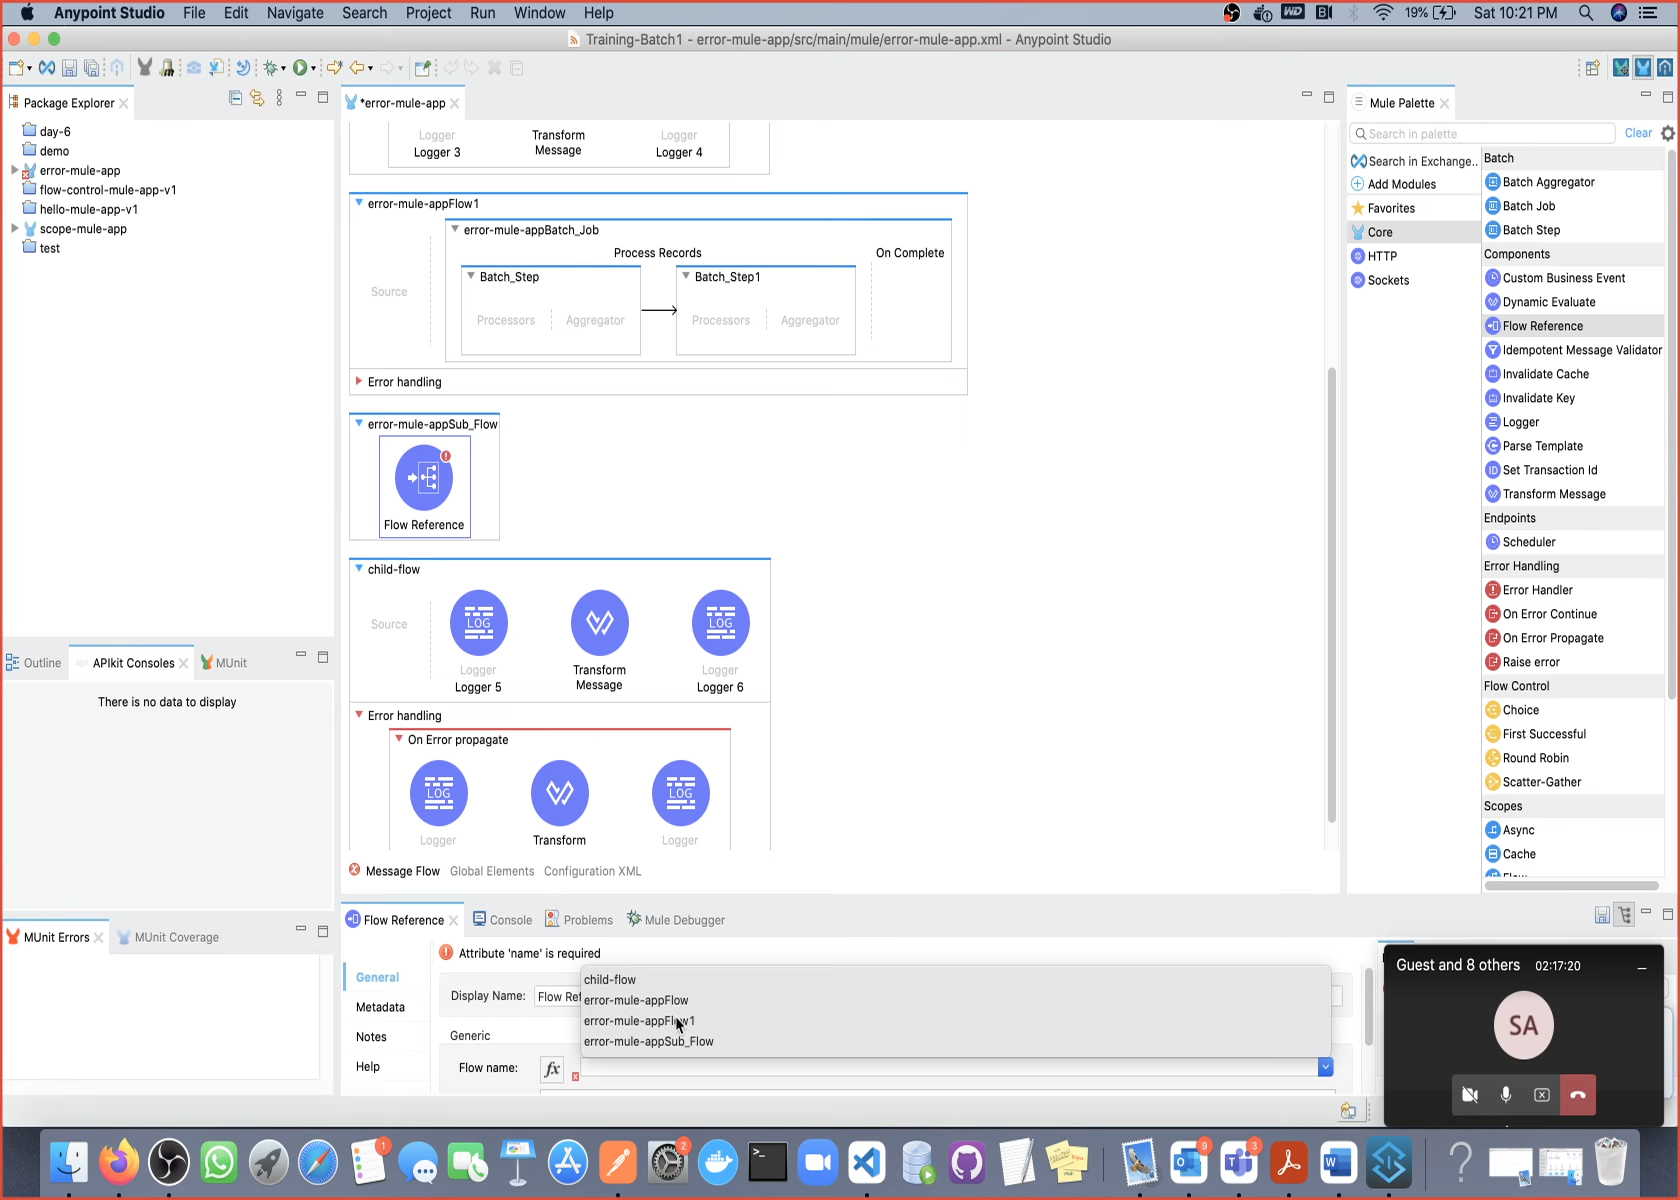 Anypoint Studio File Edit Navigate Search Project Run Window Help
19% Sat 10:21 PM
Training-Batch1 - error-mule-app/src/main/mule/error-mule-app.xml - Anypoint Studio
Package Explorer
day-6
demo
error-mule-app
flow-control-mule-app-v1
hello-mule-app-v1
scope-mule-app
test
Outline
APIkit Consoles
MUnit
There is no data to display
MUnit Errors
MUnit Coverage
*error-mule-app
Logger
Logger 3
Transform
Message
Logger
Logger 4
error-mule-appFlow1
error-mule-appBatch_Job
Process Records
On Complete
Source
Batch_Step
Processors
Aggregator
Batch_Step1
Processors
Aggregator
Error handling
error-mule-appSub_Flow
Flow Reference
child-flow
Source
LOG
LOG
Logger
Logger 5
Transform
Message
Logger
Logger 6
Error handling
On Error propagate
LOG
LOG
Logger
Transform
Logger
Message Flow
Global Elements
Configuration XML
Flow Reference
Console
Problems
Mule Debugger
General
Metadata
Notes
Help
Attribute 'name' is required
Display Name: Flow Ref
Generic
Flow name: fx
child-flow
error-mule-appFlow
error-mule-appFlow1
error-mule-appSub_Flow
Mule Palette
Search in palette
Clear
Search in Exchange..
Add Modules
Favorites
Core
HTTP
Sockets
Batch
Batch Aggregator
Batch Job
Batch Step
Components
Custom Business Event
Dynamic Evaluate
Flow Reference
Idempotent Message Validator
Invalidate Cache
Invalidate Key
Logger
Parse Template
Set Transaction Id
Transform Message
Endpoints
Scheduler
Error Handling
Error Handler
On Error Continue
On Error Propagate
Raise error
Flow Control
Choice
First Successful
Round Robin
Scatter-Gather
Scopes
Async
Cache
Flow
Guest and 8 others 02:17:20
SA
1
2
9
3